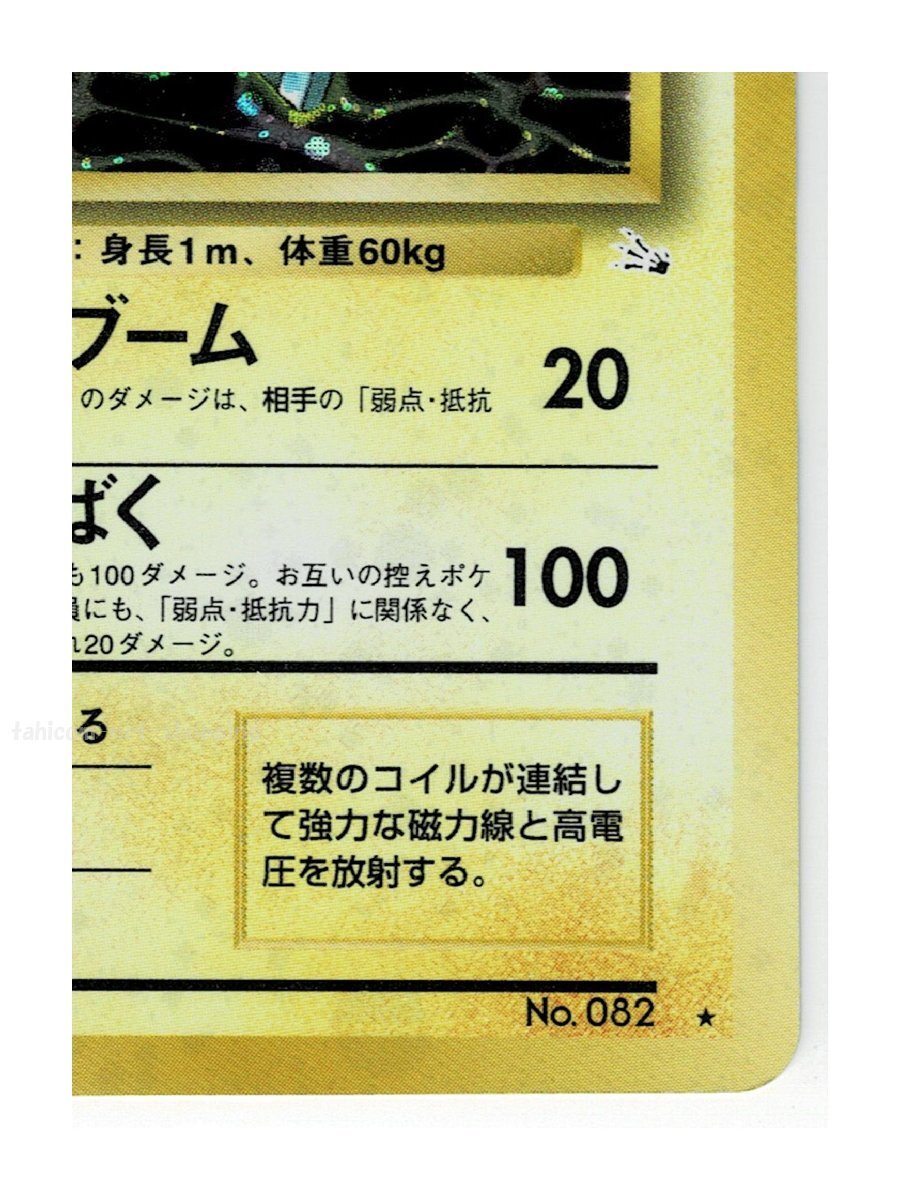 ：身長1m、体重60kg
ブーム
20
のダメージは、相手の「弱点・抵抗
ばく
も100ダメージ。お互いの控えポケ
100
員にも、「弱点・抵抗力」に関係なく、
れ20ダメージ。
る
複数のコイルが連結し
て強力な磁力線と高電
圧を放射する。
No. 082 ★